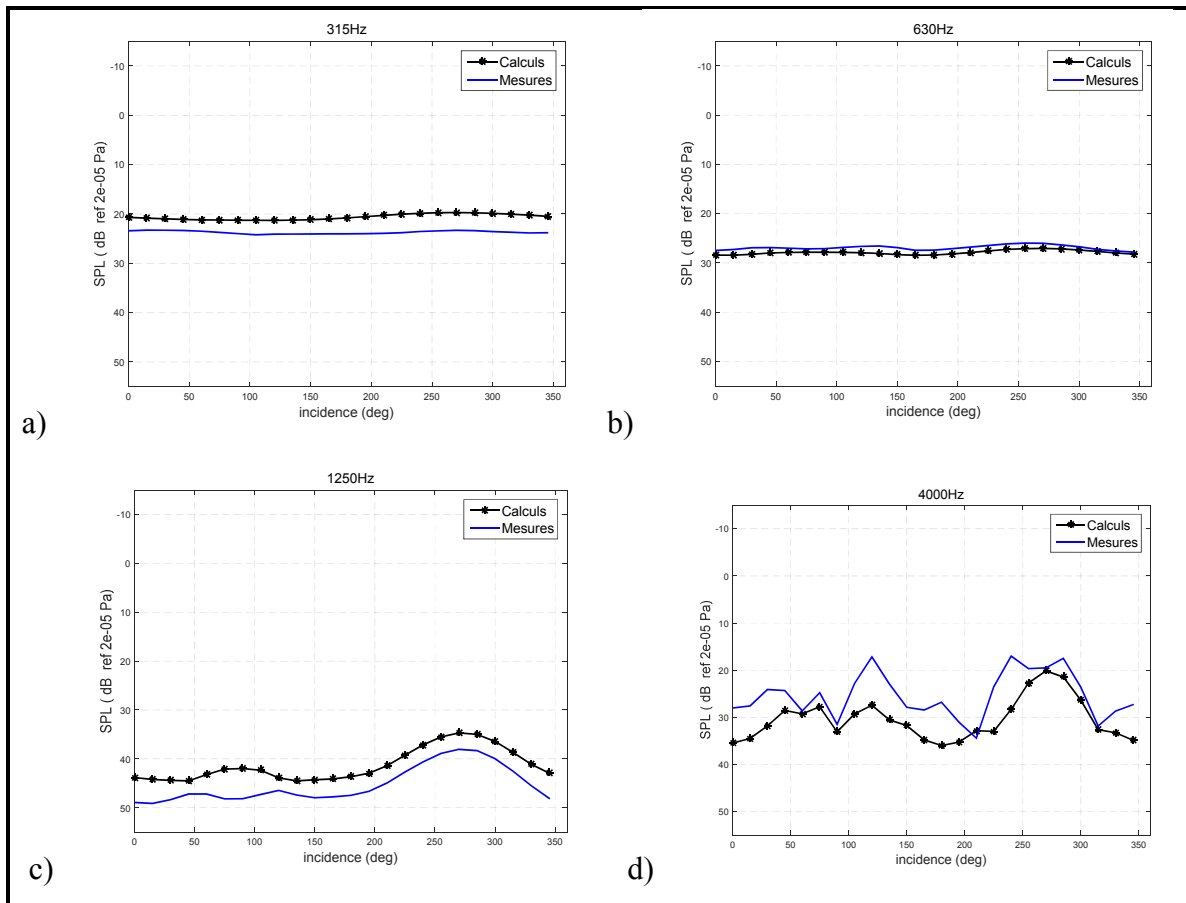 315Hz
Calculs
Mesures
SPL ( dB ref 2e-05 Pa)
-10
0
10
20
30
40
50
0 50 100 150 200 250 300 350
incidence (deg)
a)
630Hz
Calculs
Mesures
SPL ( dB ref 2e-05 Pa)
-10
0
10
20
30
40
50
0 50 100 150 200 250 300 350
incidence (deg)
b)
1250Hz
Calculs
Mesures
SPL ( dB ref 2e-05 Pa)
-10
0
10
20
30
40
50
0 50 100 150 200 250 300 350
incidence (deg)
c)
4000Hz
Calculs
Mesures
SPL ( dB ref 2e-05 Pa)
-10
0
10
20
30
40
50
0 50 100 150 200 250 300 350
incidence (deg)
d)